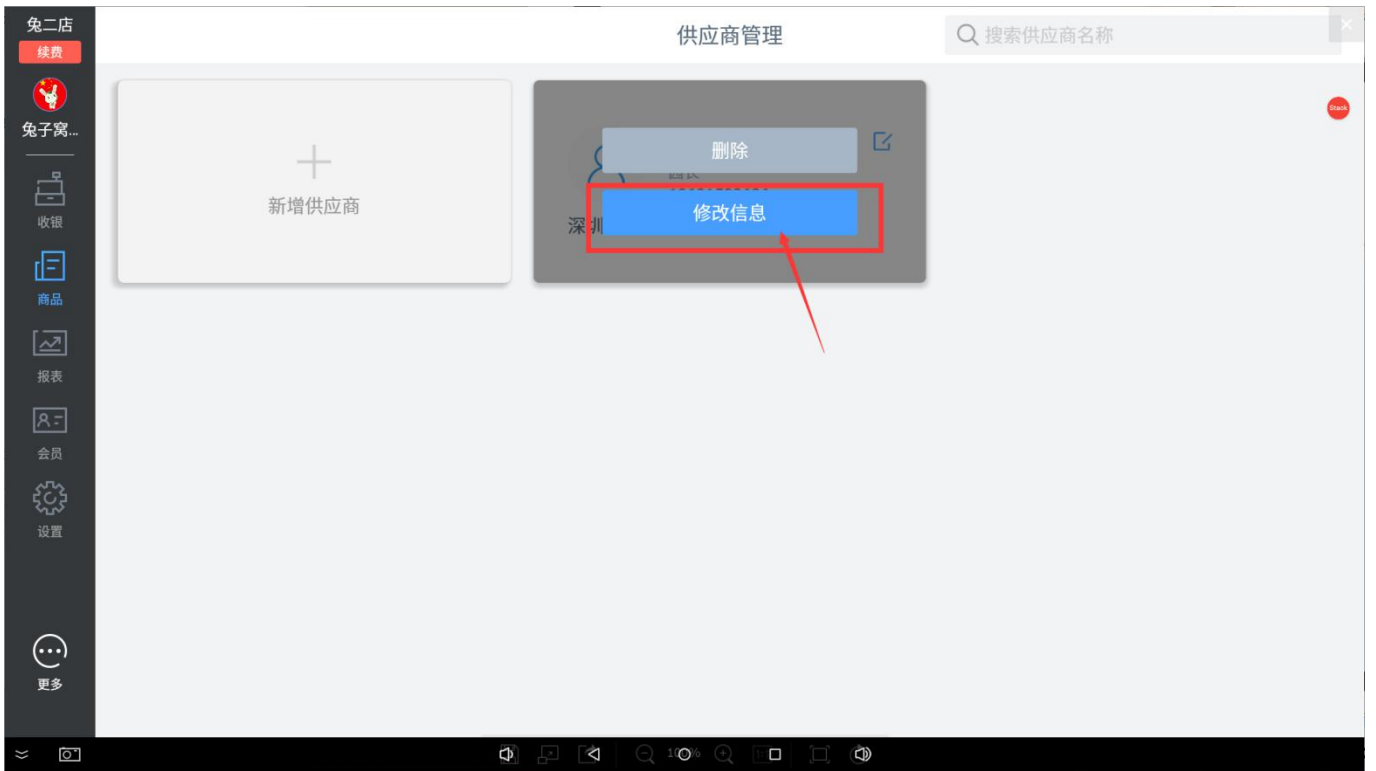 兔二店
续费
兔子窝...
收银
商品
报表
会员
设置
更多
供应商管理
搜索供应商名称
Stack
新增供应商
删除
修改信息
深圳
100%